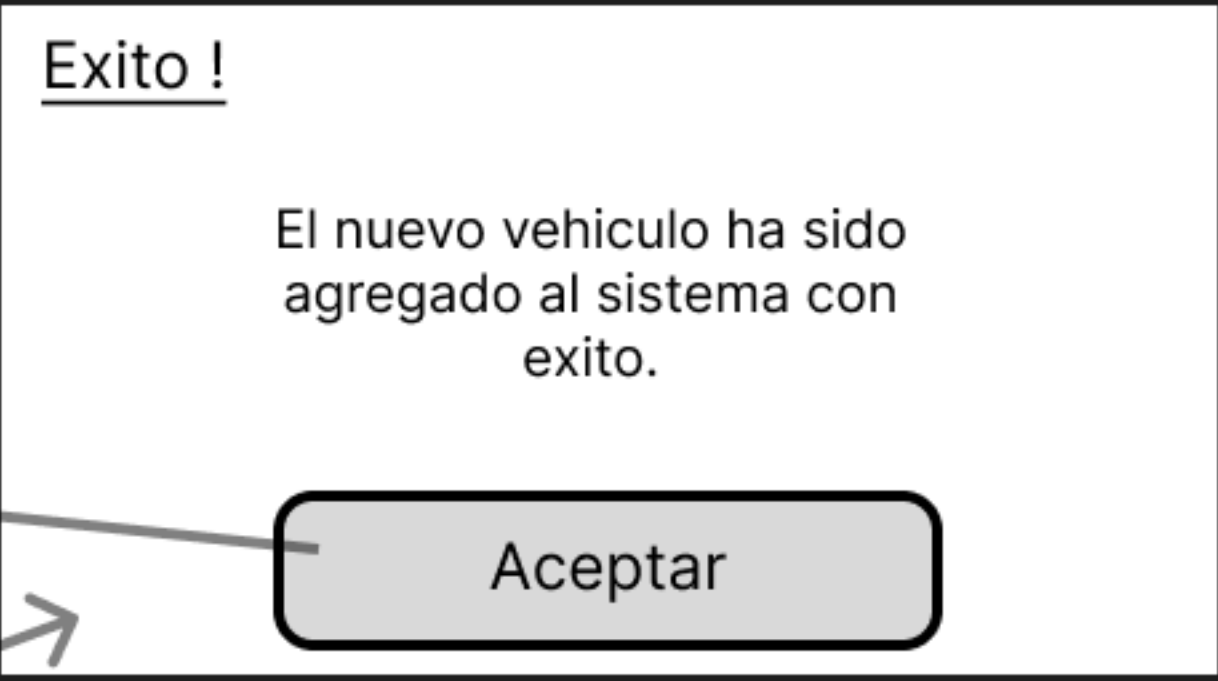 Exito !
El nuevo vehiculo ha sido
agregado al sistema con
exito.
Aceptar